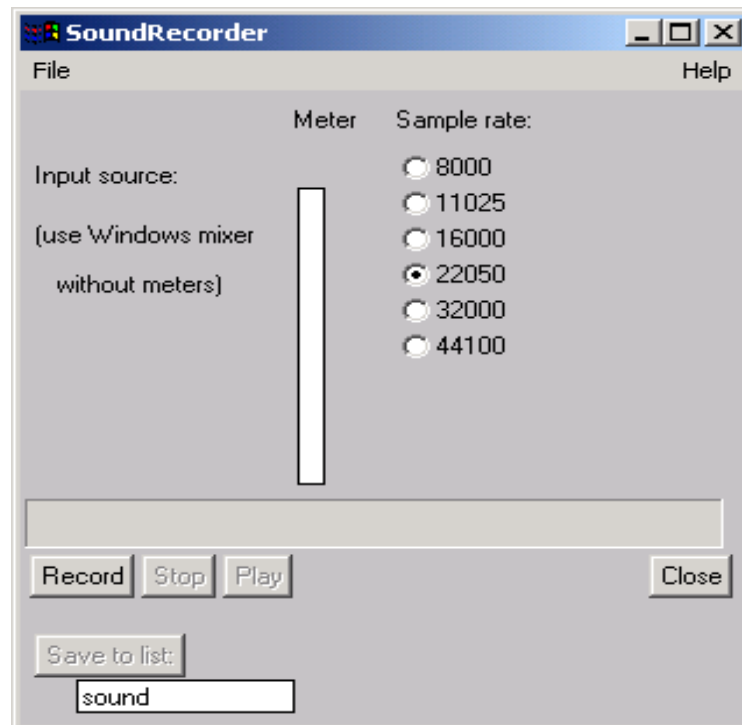 SoundRecorder
File Help
Meter Sample rate:
Input source:
(use Windows mixer
without meters)
8000
11025
16000
22050
32000
44100
Record Stop Play Close
Save to list:
sound